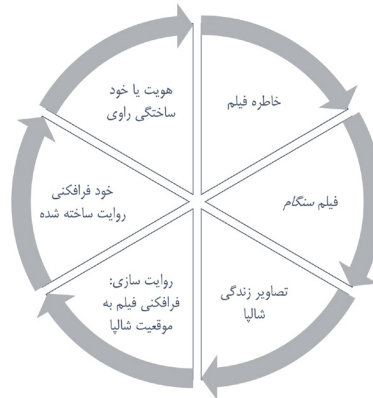 خاطره فیلم
فیلم سنگام
تصاویر زندگی
شالپا
روایت سازی:
فرافکنی فیلم به
موقعیت شالپا
خود فرافکنی
روایت ساخته شده
هویت یا خود
ساختگی راوی